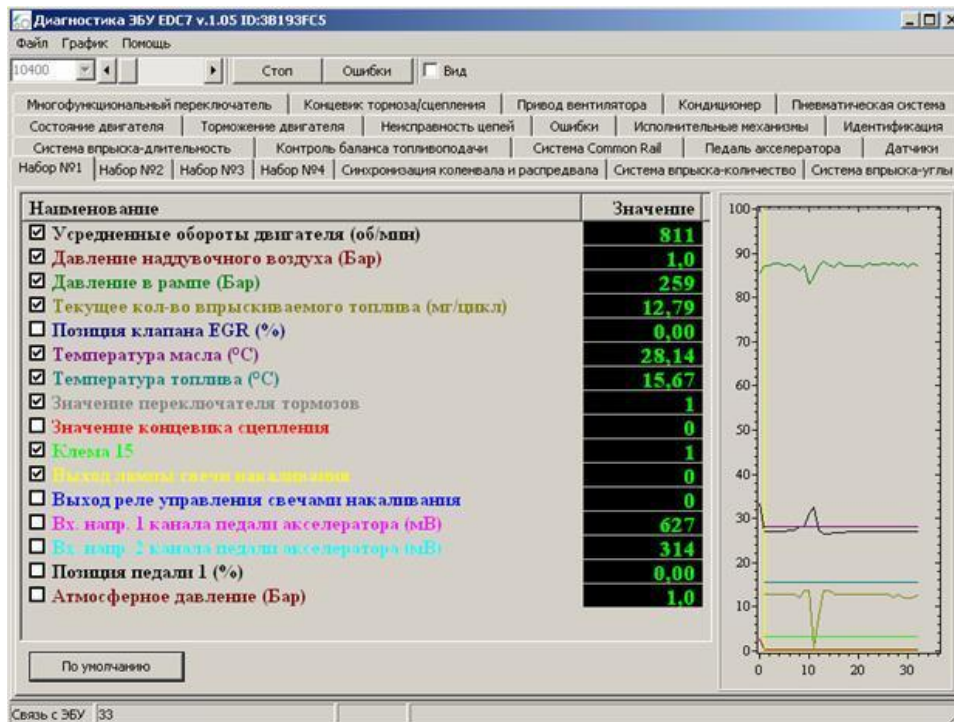 Диагностика ЭБУ EDC7 v.1.05 ID:3B193FC5
Файл График Помощь
10400 Стоп Ошибки Вид
Многофункциональный переключатель Концевик тормоза/сцепления Привод вентилятора Кондиционер Пневматическая система
Состояние двигателя Торможение двигателя Неисправность цепей Ошибки Исполнительные механизмы Идентификация
Система впрыска-длительность Контроль баланса топливоподачи Система Common Rail Педаль акселератора Датчики
Набор №1 Набор №2 Набор №3 Набор №4 Синхронизация коленвала и распредвала Система впрыска-количество Система впрыска-углы
Наименование Значение
Усредненные обороты двигателя (об/мин) 811
Давление наддувочного воздуха (Бар) 1,0
Давление в рампе (Бар) 259
Текущее кол-во впрыскиваемого топлива (мг/цикл) 12,79
Позиция клапана EGR (%) 0,00
Температура масла (°C) 28,14
Температура топлива (°C) 15,67
Значение переключателя тормозов 1
Значение концевика сцепления 0
Клема 15 1
Выход лампы свечи накаливания 0
Выход реле управления свечами накаливания 0
Вх. напр. 1 канала педали акселератора (мВ) 627
Вх. напр. 2 канала педали акселератора (мВ) 314
Позиция педали 1 (%) 0,00
Атмосферное давление (Бар) 1,0
100
90
80
70
60
50
40
30
20
10
0
0 10 20 30
По умолчанию
Связь с ЭБУ 33